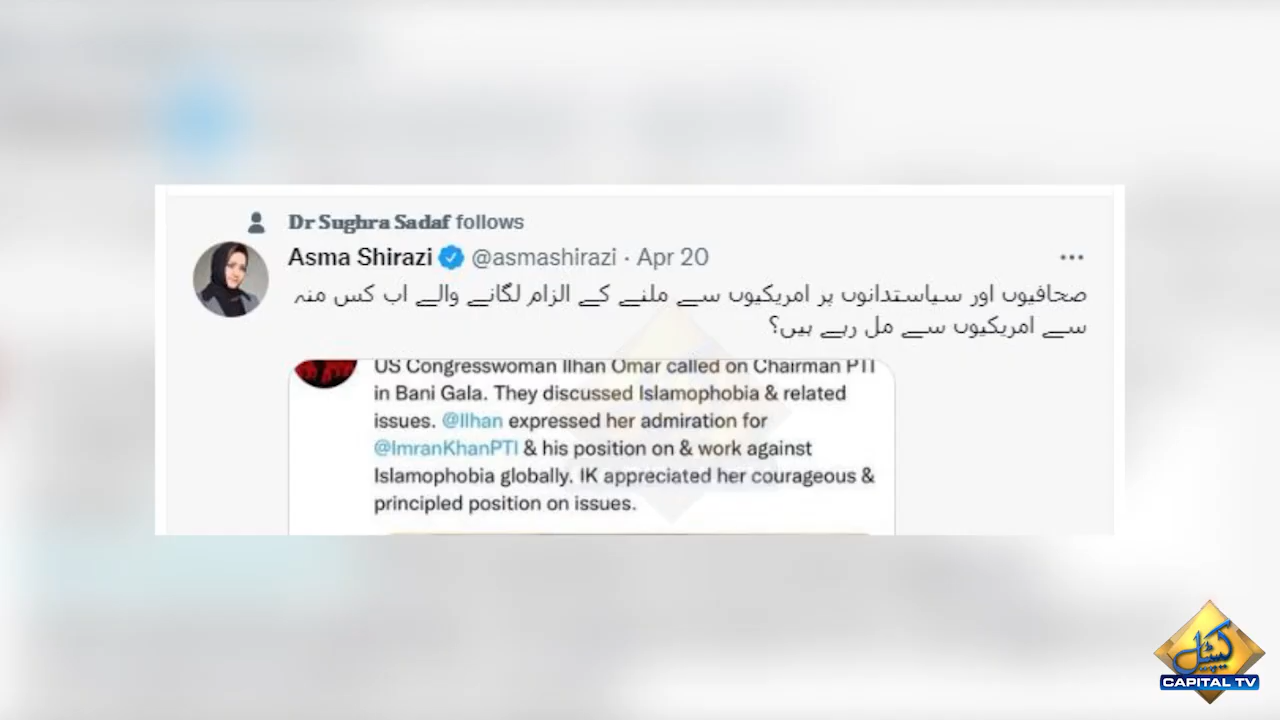 Dr Sughra Sadaf follows
Asma Shirazi @asmashirazi · Apr 20
صحافیوں اور سیاستدانوں پر امریکیوں سے ملنے کے الزام لگانے والے اب کس منہ
سے امریکیوں سے مل رہے ہیں؟
US Congresswoman Ilhan Omar called on Chairman PTI
in Bani Gala. They discussed Islamophobia & related
issues. @Ilhan expressed her admiration for
@ImranKhanPTI & his position on & work against
Islamophobia globally. IK appreciated her courageous &
principled position on issues.
کیپٹل
CAPITAL TV